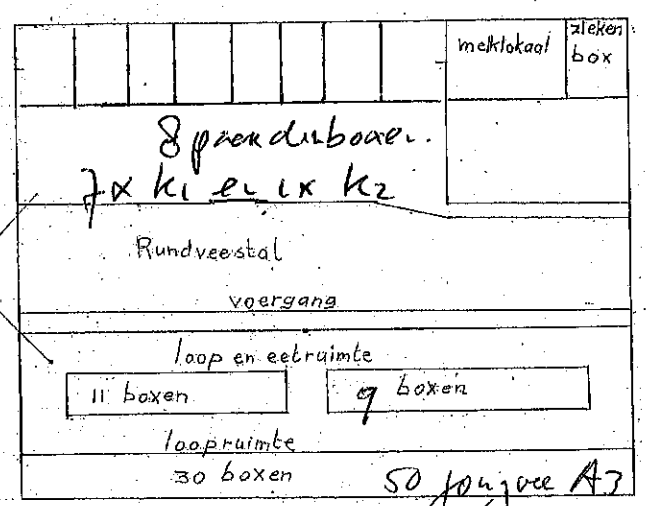 melklokaal
zieken
box
8 paardenboxen.
7x k1 en 1x k2
Rundveestal
voergang
loop en eetruimte
11 boxen
9 boxen
loopruimte
30 boxen
50 jongvee A3